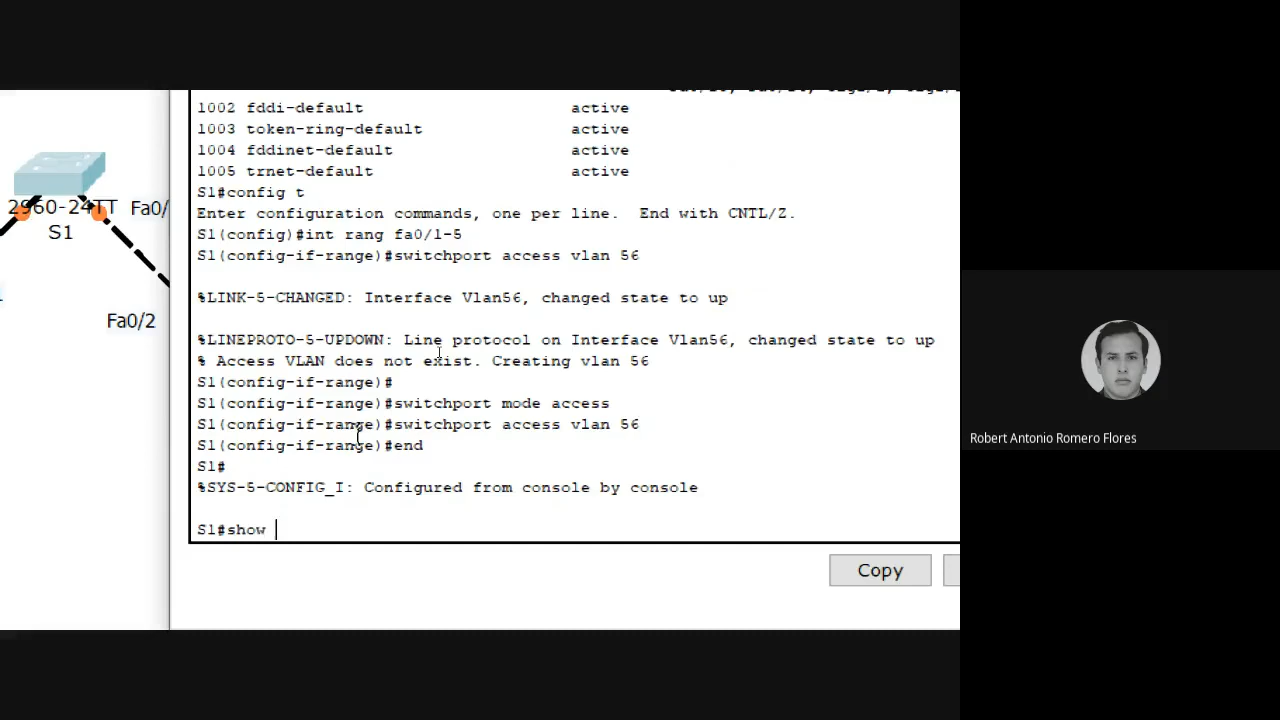 1002 fddi-default active
1003 token-ring-default active
1004 fddinet-default active
1005 trnet-default active
S1#config t
Enter configuration commands, one per line. End with CNTL/Z.
S1(config)#int rang fa0/1-5
S1(config-if-range)#switchport access vlan 56
%LINK-5-CHANGED: Interface Vlan56, changed state to up
%LINEPROTO-5-UPDOWN: Line protocol on Interface Vlan56, changed state to up
% Access VLAN does not exist. Creating vlan 56
S1(config-if-range)#
S1(config-if-range)#switchport mode access
S1(config-if-range)#switchport access vlan 56
S1(config-if-range)#end
S1#
%SYS-5-CONFIG_I: Configured from console by console
S1#show
Copy
2960-24TT Fa0/
S1
Fa0/2
Robert Antonio Romero Flores